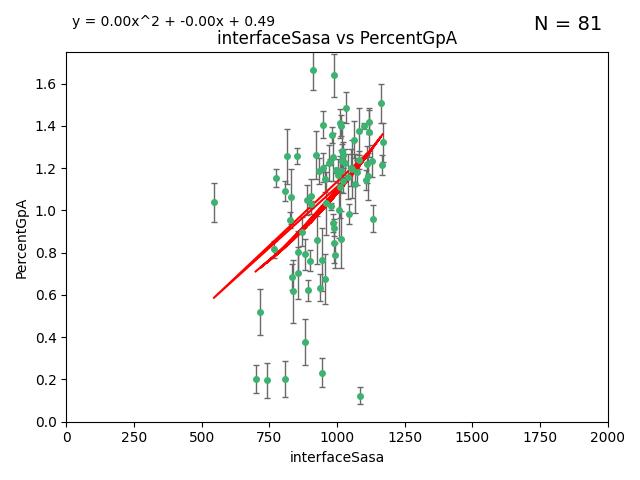 y = 0.00x^2 + -0.00x + 0.49
N = 81
interfaceSasa vs PercentGpA
PercentGpA
1.6
1.4
1.2
1.0
0.8
0.6
0.4
0.2
0.0
0 250 500 750 1000 1250 1500 1750 2000
interfaceSasa